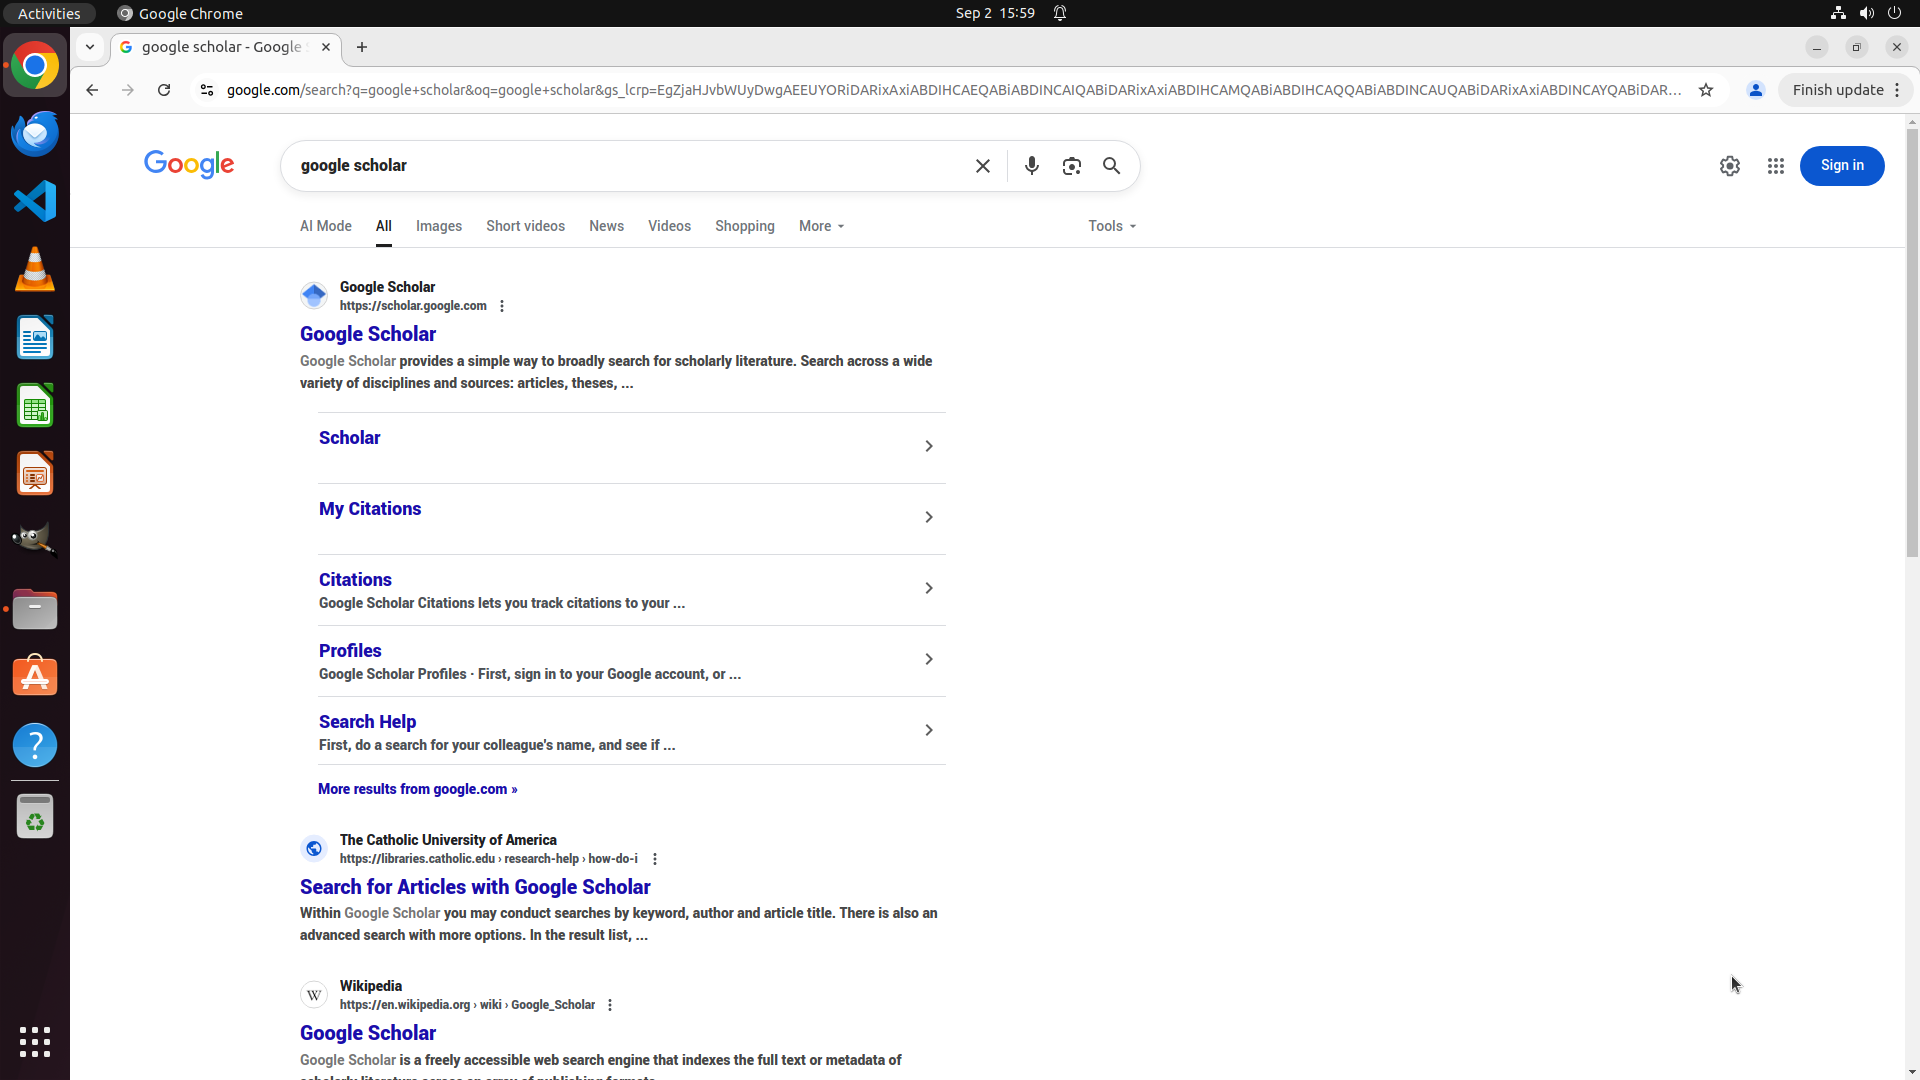 Activities
Google Chrome
Sep 2 15:59
google scholar - Google
google.com/search?q=google+scholar&oq=google+scholar&gs_lcrp=EgZjaHJvbWUyDwgAEEUYORiDARixAxiABDIHCAEQABiABDINCAIQABiDARixAxiABDIHCAMQABiABDIHCAQQABiABDINCAUQABiDARixAxiABDINCAYQABiDAR...
Finish update
Google
google scholar
Sign in
AI Mode
All
Images
Short videos
News
Videos
Shopping
More
Tools
Google Scholar
https://scholar.google.com
Google Scholar
Google Scholar provides a simple way to broadly search for scholarly literature. Search across a wide
variety of disciplines and sources: articles, theses, ...
Scholar
My Citations
Citations
Google Scholar Citations lets you track citations to your ...
Profiles
Google Scholar Profiles · First, sign in to your Google account, or ...
Search Help
First, do a search for your colleague's name, and see if ...
More results from google.com »
The Catholic University of America
https://libraries.catholic.edu › research-help › how-do-i
Search for Articles with Google Scholar
Within Google Scholar you may conduct searches by keyword, author and article title. There is also an
advanced search with more options. In the result list, ...
W
Wikipedia
https://en.wikipedia.org › wiki › Google_Scholar
Google Scholar
Google Scholar is a freely accessible web search engine that indexes the full text or metadata of